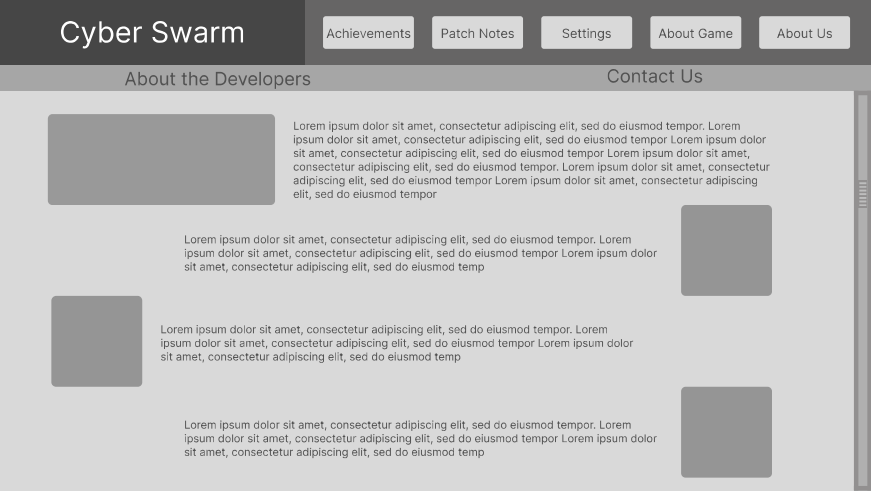 Cyber Swarm
Achievements
Patch Notes
Settings
About Game
About Us
About the Developers
Contact Us
Lorem ipsum dolor sit amet, consectetur adipiscing elit, sed do eiusmod tempor. Lorem
ipsum dolor sit amet, consectetur adipiscing elit, sed do eiusmod tempor Lorem ipsum dolor
sit amet, consectetur adipiscing elit, sed do eiusmod tempor Lorem ipsum dolor sit amet,
consectetur adipiscing elit, sed do eiusmod tempor. Lorem ipsum dolor sit amet, consectetur
adipiscing elit, sed do eiusmod tempor Lorem ipsum dolor sit amet, consectetur adipiscing
elit, sed do eiusmod tempor
Lorem ipsum dolor sit amet, consectetur adipiscing elit, sed do eiusmod tempor. Lorem
ipsum dolor sit amet, consectetur adipiscing elit, sed do eiusmod tempor Lorem ipsum dolor
sit amet, consectetur adipiscing elit, sed do eiusmod temp
Lorem ipsum dolor sit amet, consectetur adipiscing elit, sed do eiusmod tempor. Lorem
ipsum dolor sit amet, consectetur adipiscing elit, sed do eiusmod tempor Lorem ipsum dolor
sit amet, consectetur adipiscing elit, sed do eiusmod temp
Lorem ipsum dolor sit amet, consectetur adipiscing elit, sed do eiusmod tempor. Lorem
ipsum dolor sit amet, consectetur adipiscing elit, sed do eiusmod tempor Lorem ipsum dolor
sit amet, consectetur adipiscing elit, sed do eiusmod temp